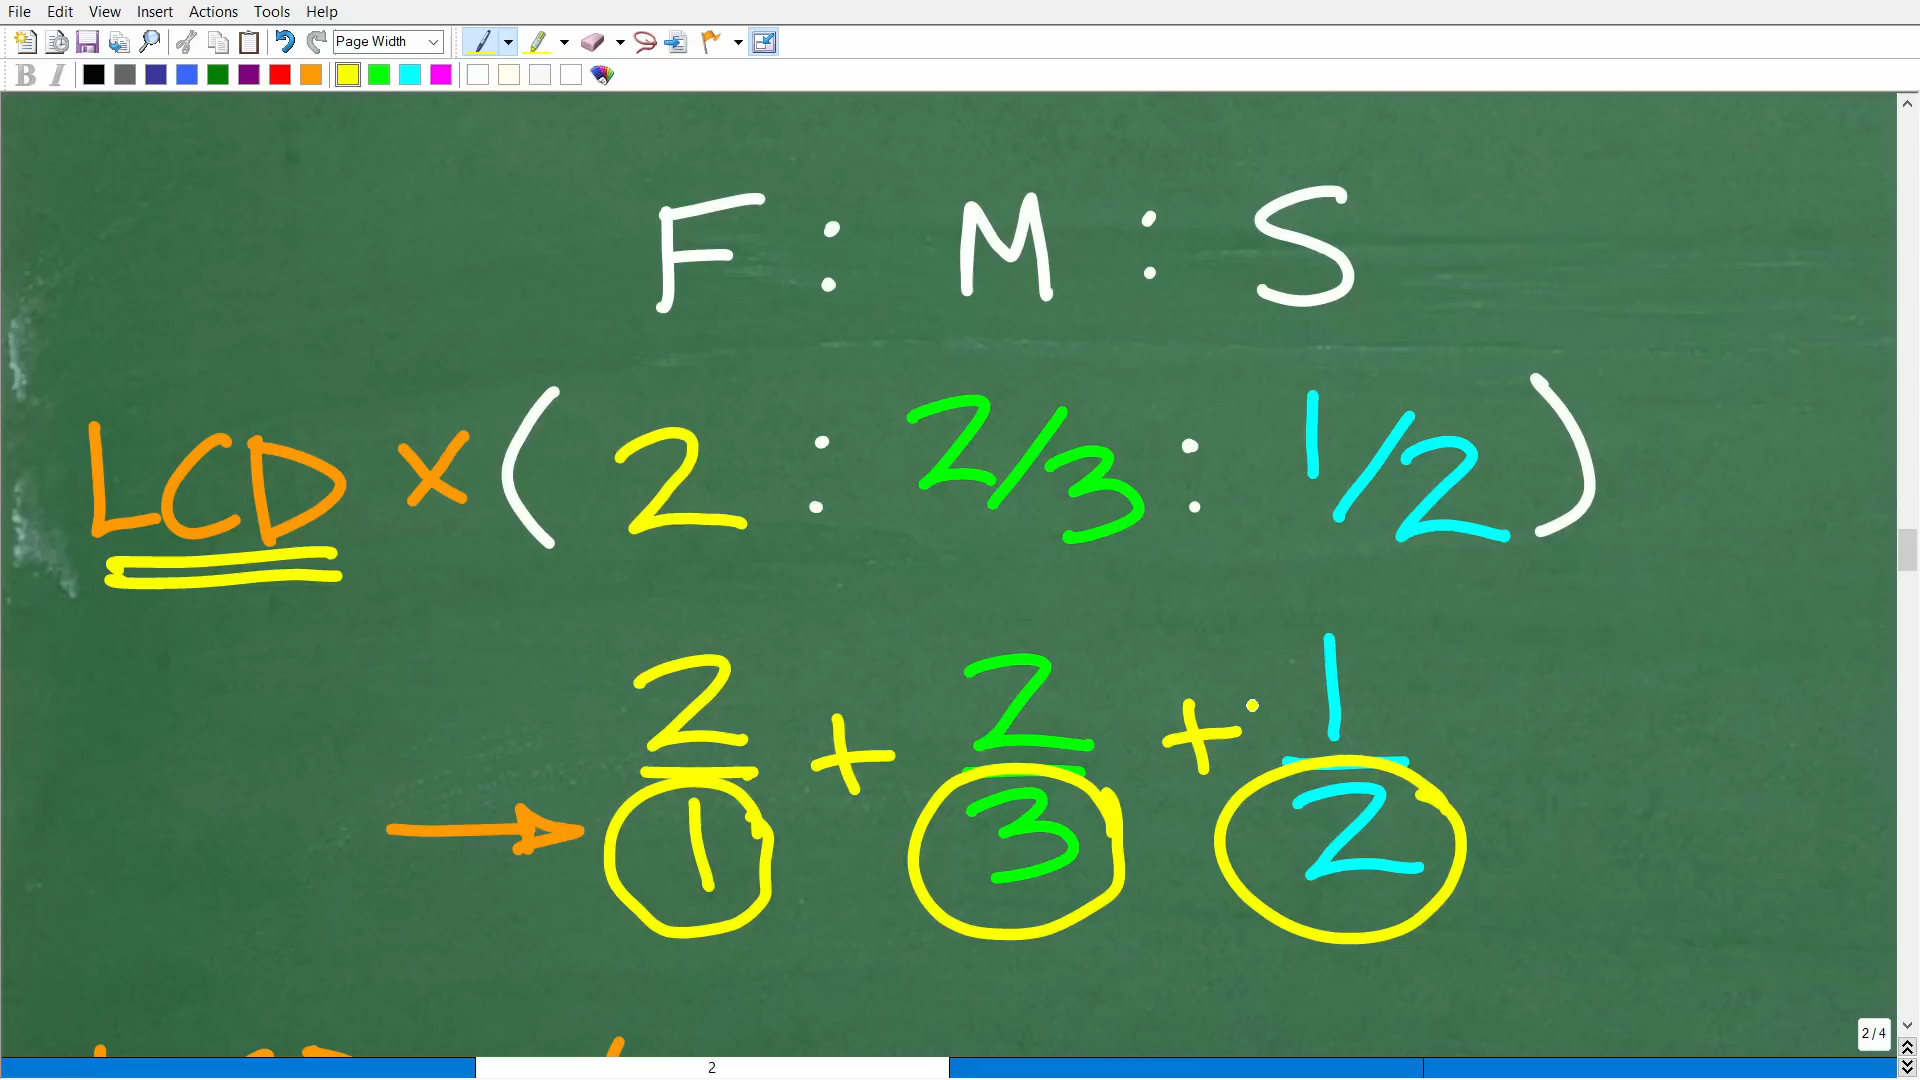 File Edit View Insert Actions Tools Help
Page Width
B I
F : M : S
LCD × ( 2 : 2/3 : 1/2 )
2/1 + 2/3 + 1/2
2/4
2